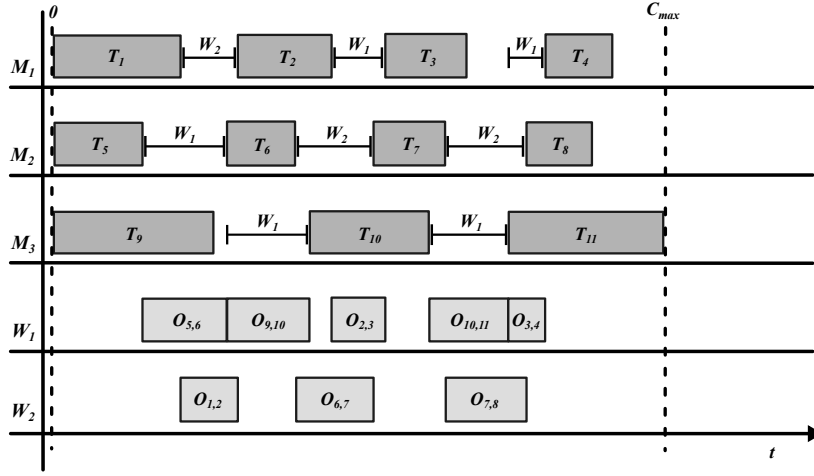 0 C_max
W_2 W_1 W_1
M_1 T_1 T_2 T_3 T_4
W_1 W_2 W_2
M_2 T_5 T_6 T_7 T_8
W_1 W_1
M_3 T_9 T_10 T_11
W_1 O_5,6 O_9,10 O_2,3 O_10,11 O_3,4
W_2 O_1,2 O_6,7 O_7,8
t